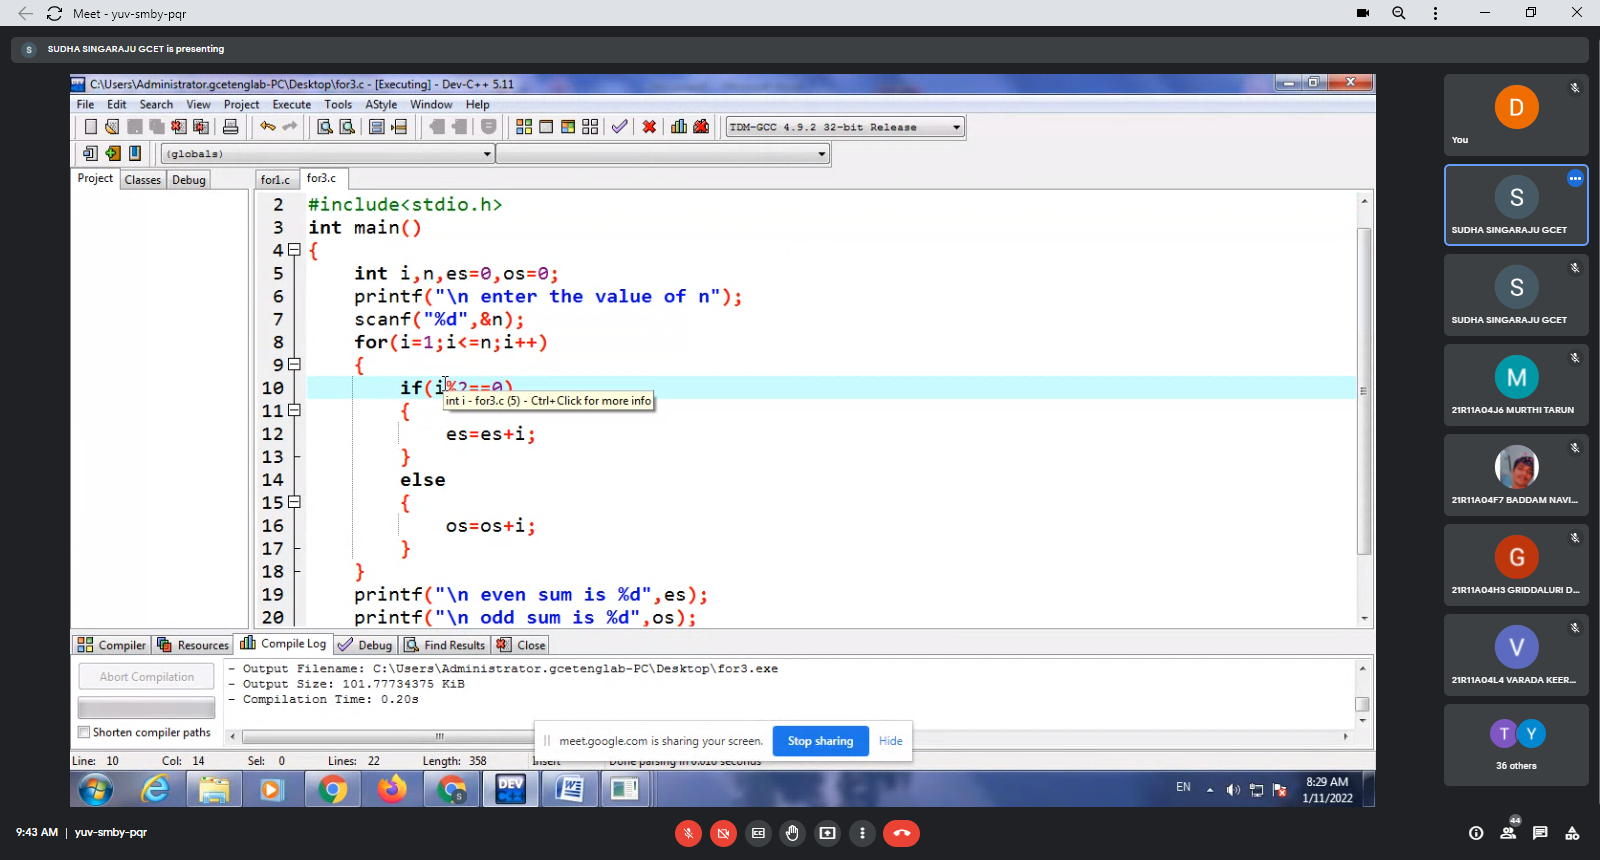 Meet - yuv-smby-pqr
S SUDHA SINGARAJU GCET is presenting
C:\Users\Administrator.gcetenglab-PC\Desktop\for3.c - [Executing] - Dev-C++ 5.11
File Edit Search View Project Execute Tools AStyle Window Help
TDM-GCC 4.9.2 32-bit Release
(globals)
Project Classes Debug for1.c for3.c
2 #include<stdio.h>
3 int main()
4 {
5 int i,n,es=0,os=0;
6 printf("\n enter the value of n");
7 scanf("%d",&n);
8 for(i=1;i<=n;i++)
9 {
10 if(i%2==0)
int i - for3.c (5) - Ctrl+Click for more info
11 {
12 es=es+i;
13 }
14 else
15 {
16 os=os+i;
17 }
18 }
19 printf("\n even sum is %d",es);
20 printf("\n odd sum is %d",os);
Compiler Resources Compile Log Debug Find Results Close
Abort Compilation
Shorten compiler paths
- Output Filename: C:\Users\Administrator.gcetenglab-PC\Desktop\for3.exe
- Output Size: 101.77734375 KiB
- Compilation Time: 0.20s
meet.google.com is sharing your screen. Stop sharing Hide
Line: 10 Col: 14 Sel: 0 Lines: 22 Length: 358 Insert Done parsing in 0.016 seconds
DEV
S
EN
8:29 AM
1/11/2022
D
You
S
SUDHA SINGARAJU GCET
S
SUDHA SINGARAJU GCET
M
21R11A04J6 MURTHI TARUN
21R11A04F7 BADDAM NAVI...
G
21R11A04H3 GRIDDALURI D...
V
21R11A04L4 VARADA KEER...
T Y
36 others
9:43 AM | yuv-smby-pqr
44